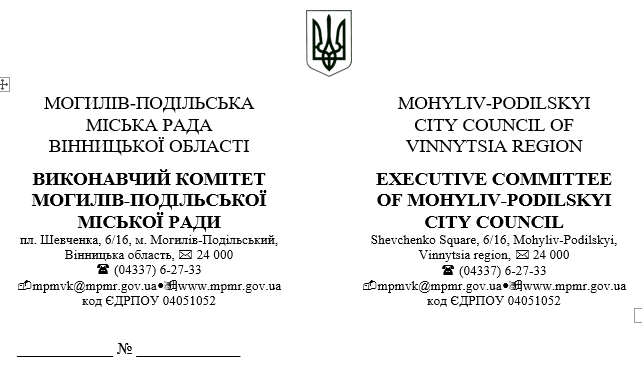 МОГИЛІВ-ПОДІЛЬСЬКА
МІСЬКА РАДА
ВІННИЦЬКОЇ ОБЛАСТІ
ВИКОНАВЧИЙ КОМІТЕТ
МОГИЛІВ-ПОДІЛЬСЬКОЇ
МІСЬКОЇ РАДИ
пл. Шевченка, 6/16, м. Могилів-Подільський,
Вінницька область, 🖂 24 000
☎ (04337) 6-27-33
mpmvk@mpmr.gov.ua●www.mpmr.gov.ua
код ЄДРПОУ 04051052
MOHYLIV-PODILSKYI
CITY COUNCIL OF
VINNYTSIA REGION
EXECUTIVE COMMITTEE
OF MOHYLIV-PODILSKYI
CITY COUNCIL
Shevchenko Square, 6/16, Mohyliv-Podilskyi,
Vinnytsia region, 🖂 24 000
☎ (04337) 6-27-33
mpmvk@mpmr.gov.ua●www.mpmr.gov.ua
код ЄДРПОУ 04051052
____________ № _____________